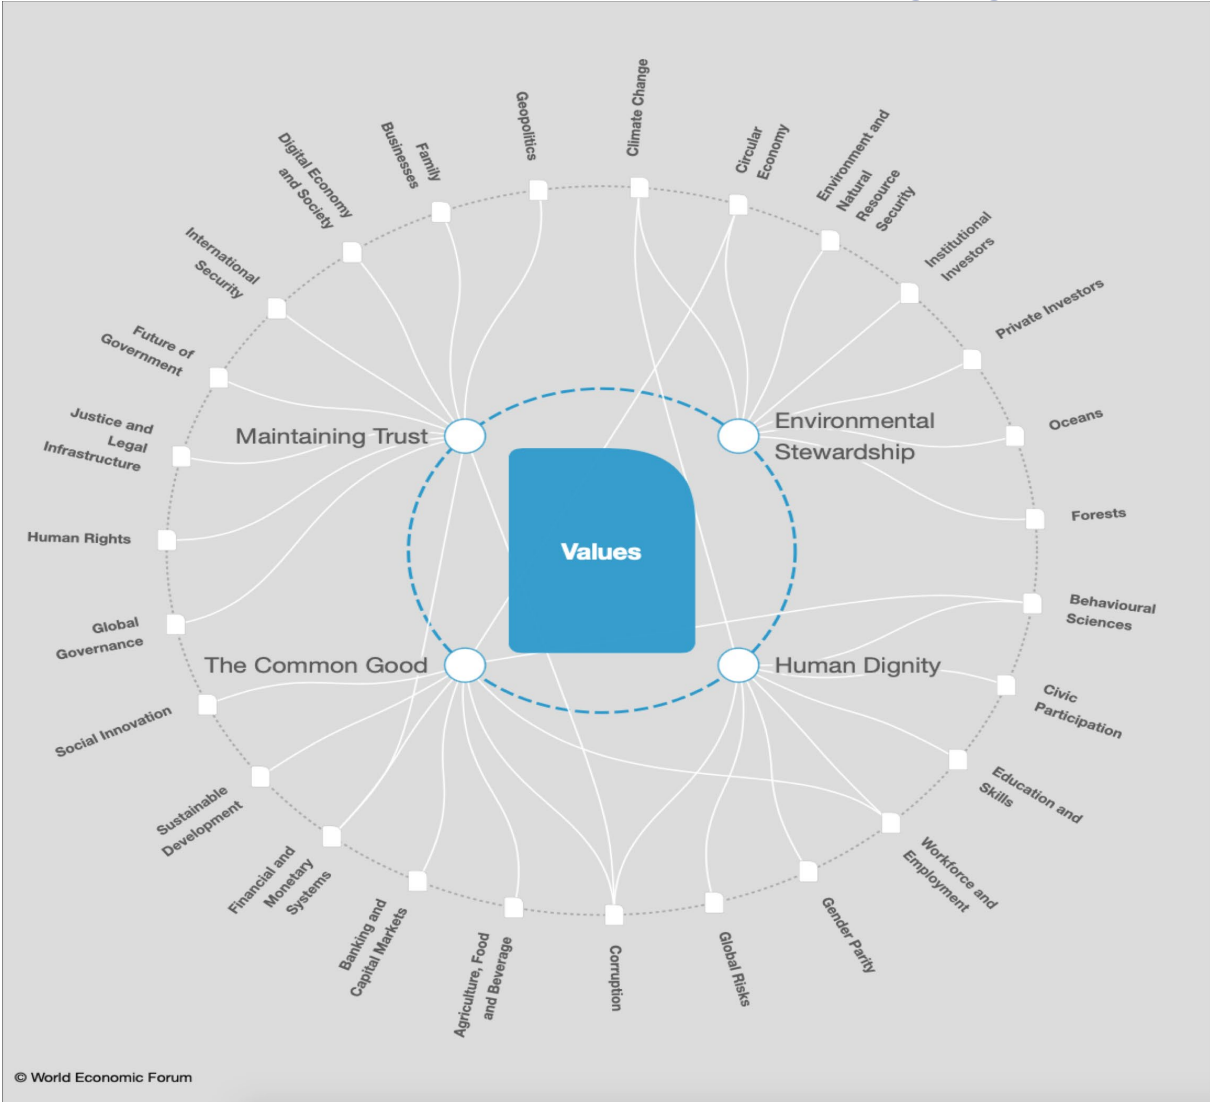 Geopolitics
Climate Change
Circular
Economy
Environment and
Natural
Resource
Security
Institutional
Investors
Private Investors
Oceans
Forests
Behavioural
Sciences
Civic
Participation
Education and
Skills
Workforce and
Employment
Gender Parity
Global Risks
Corruption
Agriculture, Food
and Beverage
Banking and
Capital Markets
Financial and
Monetary
Systems
Sustainable
Development
Social Innovation
Global
Governance
Human Rights
Justice and
Legal
Infrastructure
Future of
Government
International
Security
Digital Economy
and Society
Family
Businesses
Maintaining Trust
Environmental
Stewardship
Values
The Common Good
Human Dignity
© World Economic Forum